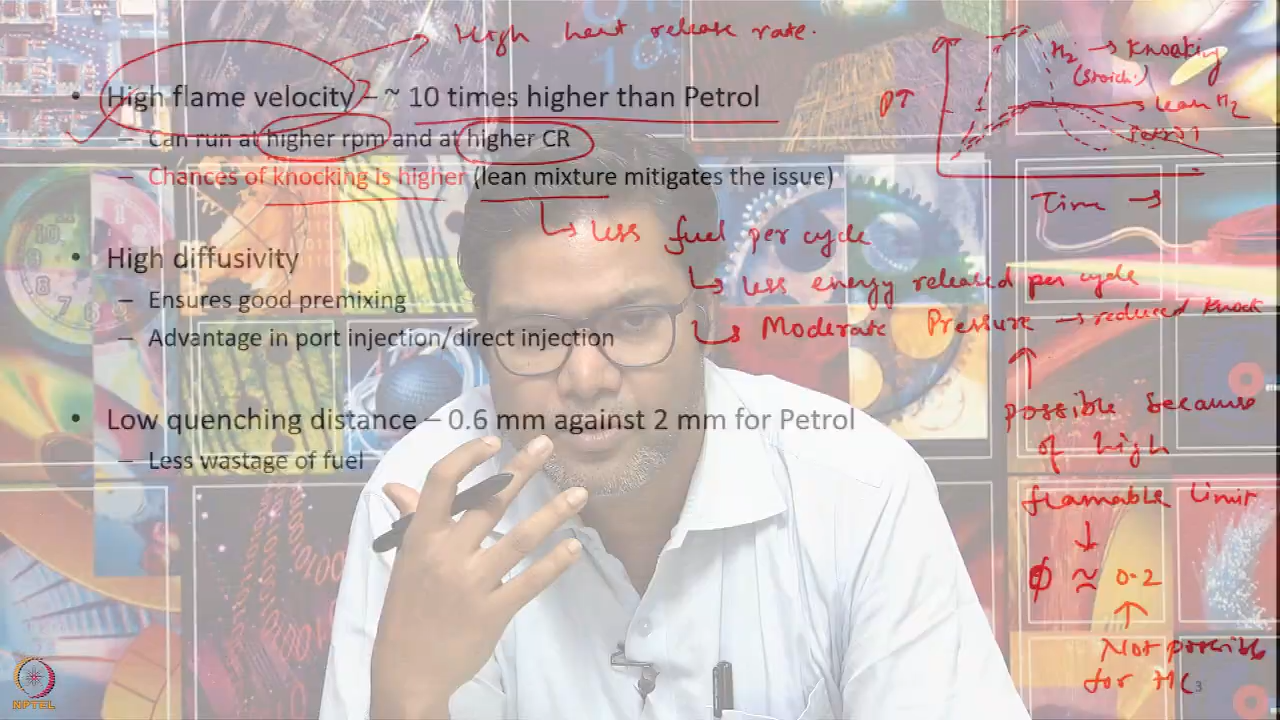 High heat release rate.
• High flame velocity – ~ 10 times higher than Petrol
– Can run at higher rpm and at higher CR
– Chances of knocking is higher (lean mixture mitigates the issue)
H2 → Knocking
(Stoich.)
lean H2
Petrol
P↑
Time →
↳ less fuel per cycle
↳ less energy released per cycle
↳ Moderate Pressure → reduced knock
↑
possible because
of high
flamable limit
↓
φ ≈ 0.2
↑
Not possible
for HC
• High diffusivity
– Ensures good premixing
– Advantage in port injection/direct injection
• Low quenching distance – 0.6 mm against 2 mm for Petrol
– Less wastage of fuel
NPTEL
3